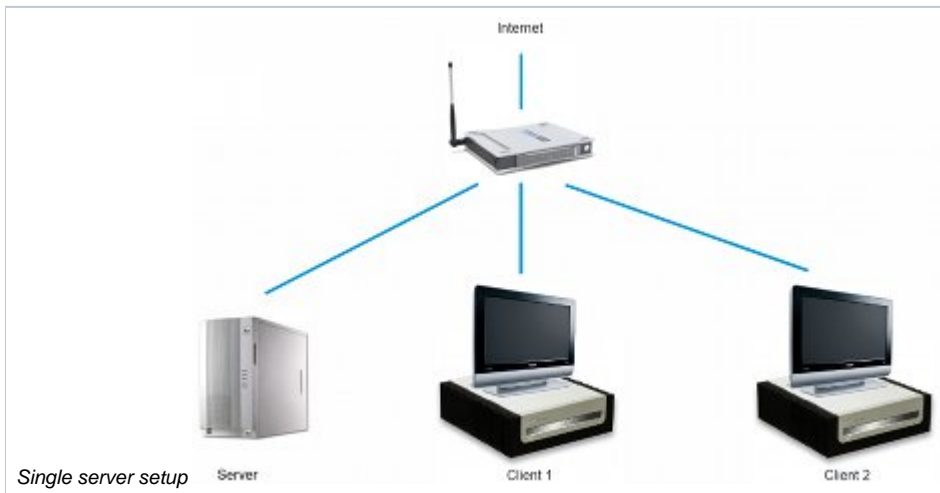 Internet
Server
Client 1
Client 2
Single server setup